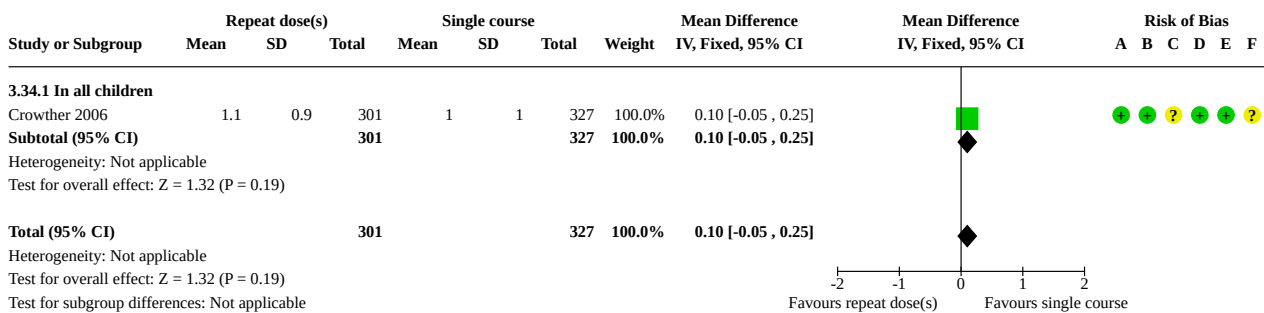 Repeat dose(s) Single course Mean Difference Mean Difference Risk of Bias
Study or Subgroup Mean SD Total Mean SD Total Weight IV, Fixed, 95% CI IV, Fixed, 95% CI A B C D E F
3.34.1 In all children
Crowther 2006 1.1 0.9 301 1 1 327 100.0% 0.10 [-0.05 , 0.25] + + ? + + ?
Subtotal (95% CI) 301 327 100.0% 0.10 [-0.05 , 0.25]
Heterogeneity: Not applicable
Test for overall effect: Z = 1.32 (P = 0.19)
Total (95% CI) 301 327 100.0% 0.10 [-0.05 , 0.25]
Heterogeneity: Not applicable
Test for overall effect: Z = 1.32 (P = 0.19)
-2 -1 0 1 2
Test for subgroup differences: Not applicable Favours repeat dose(s) Favours single course